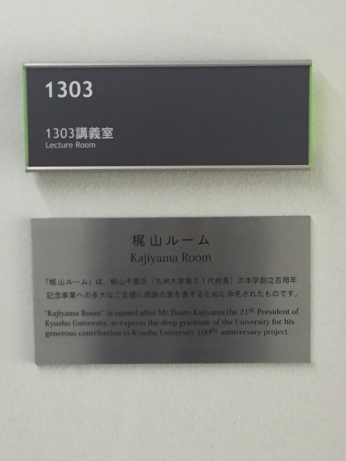 1303
1303講義室
Lecture Room
梶山ルーム
Kajiyama Room
「梶山ルーム」は、梶山千里氏（九州大学第２１代総長）の本学創立百周年
記念事業への多大なご支援に感謝の意を表するために命名されたものです。
"Kajiyama Room" is named after Mr. Tisato Kajiyama, the 21st President of
Kyushu University, to express the deep gratitude of the University for his
generous contribution to Kyushu University 100th anniversary project.